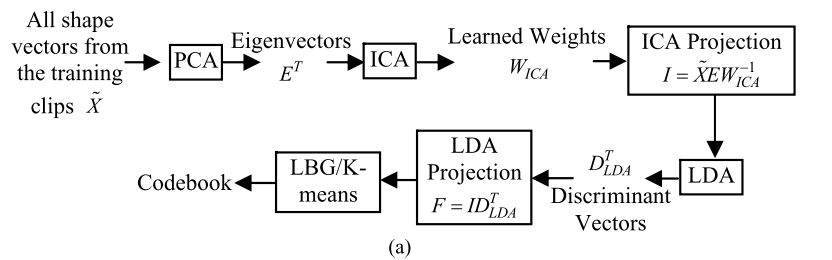 All shape
vectors from
the training
clips X̃
PCA
Eigenvectors
E^T
ICA
Learned Weights
W_ICA
ICA Projection
I = X̃EW_ICA^-1
LDA
D_LDA^T
Discriminant
Vectors
LDA
Projection
F = ID_LDA^T
LBG/K-
means
Codebook
(a)